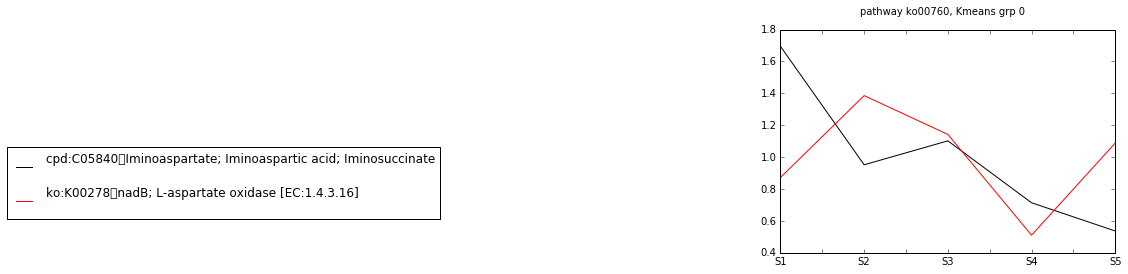 pathway ko00760, Kmeans grp 0
1.8
1.6
1.4
1.2
1.0
0.8
0.6
0.4
S1 S2 S3 S4 S5
cpd:C05840▯Iminoaspartate; Iminoaspartic acid; Iminosuccinate
ko:K00278▯nadB; L-aspartate oxidase [EC:1.4.3.16]